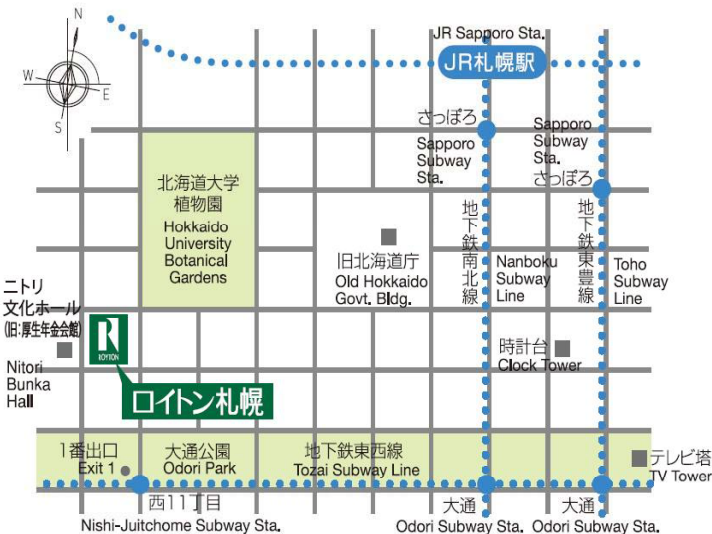 N
W
E
S
JR Sapporo Sta.
JR札幌駅
さっぽろ
Sapporo
Subway
Sta.
Sapporo
Subway
Sta.
さっぽろ
北海道大学
植物園
Hokkaido
University
Botanical
Gardens
旧北海道庁
Old Hokkaido
Govt. Bldg.
地下鉄南北線
Nanboku
Subway
Line
地下鉄東豊線
Toho
Subway
Line
ニトリ
文化ホール
(旧:厚生年金会館)
Nitori
Bunka
Hall
R
ROYTON
ロイトン札幌
時計台
Clock Tower
1番出口
Exit 1
大通公園
Odori Park
地下鉄東西線
Tozai Subway Line
テレビ塔
TV Tower
西11丁目
Nishi-Juitchome Subway Sta.
大通
Odori Subway Sta.
大通
Odori Subway Sta.